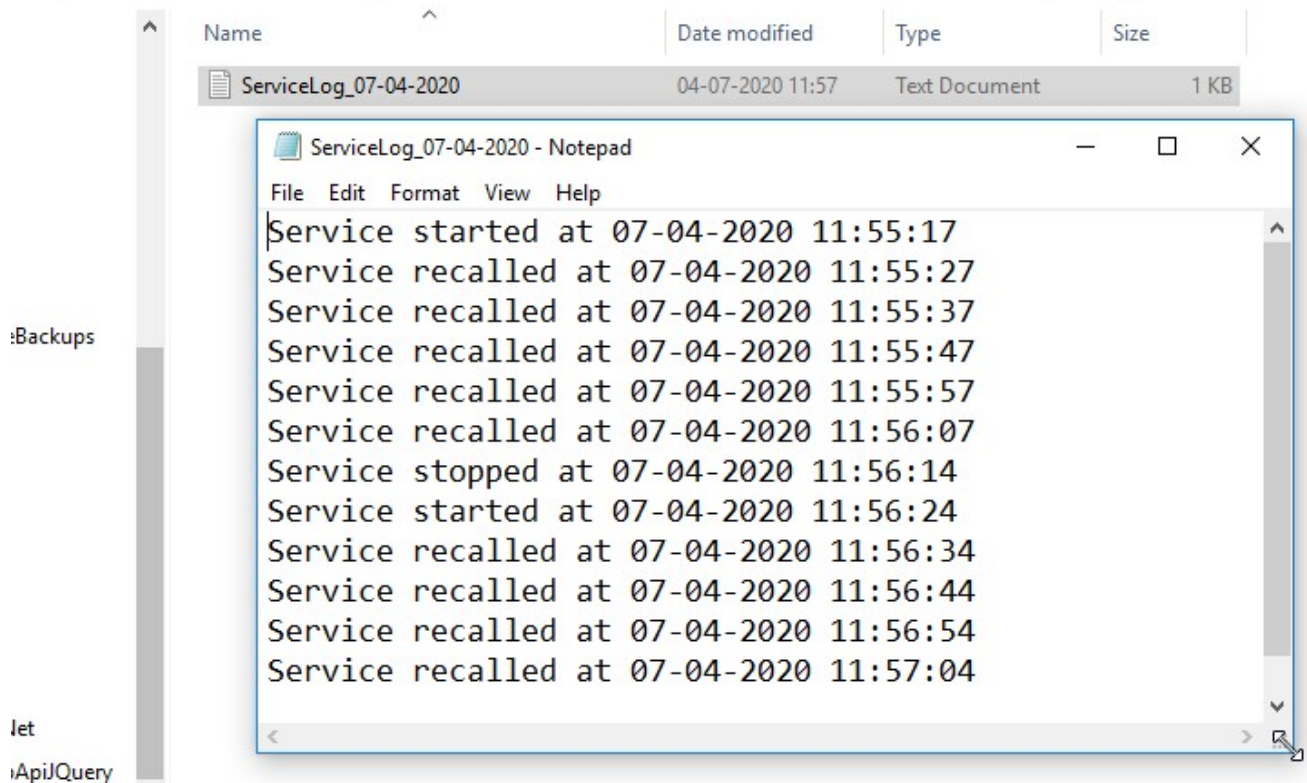 Name Date modified Type Size
ServiceLog_07-04-2020 04-07-2020 11:57 Text Document 1 KB
ServiceLog_07-04-2020 - Notepad
File Edit Format View Help
Service started at 07-04-2020 11:55:17
Service recalled at 07-04-2020 11:55:27
Service recalled at 07-04-2020 11:55:37
eBackups
Service recalled at 07-04-2020 11:55:47
Service recalled at 07-04-2020 11:55:57
Service recalled at 07-04-2020 11:56:07
Service stopped at 07-04-2020 11:56:14
Service started at 07-04-2020 11:56:24
Service recalled at 07-04-2020 11:56:34
Service recalled at 07-04-2020 11:56:44
Service recalled at 07-04-2020 11:56:54
Service recalled at 07-04-2020 11:57:04
ApiJQuery